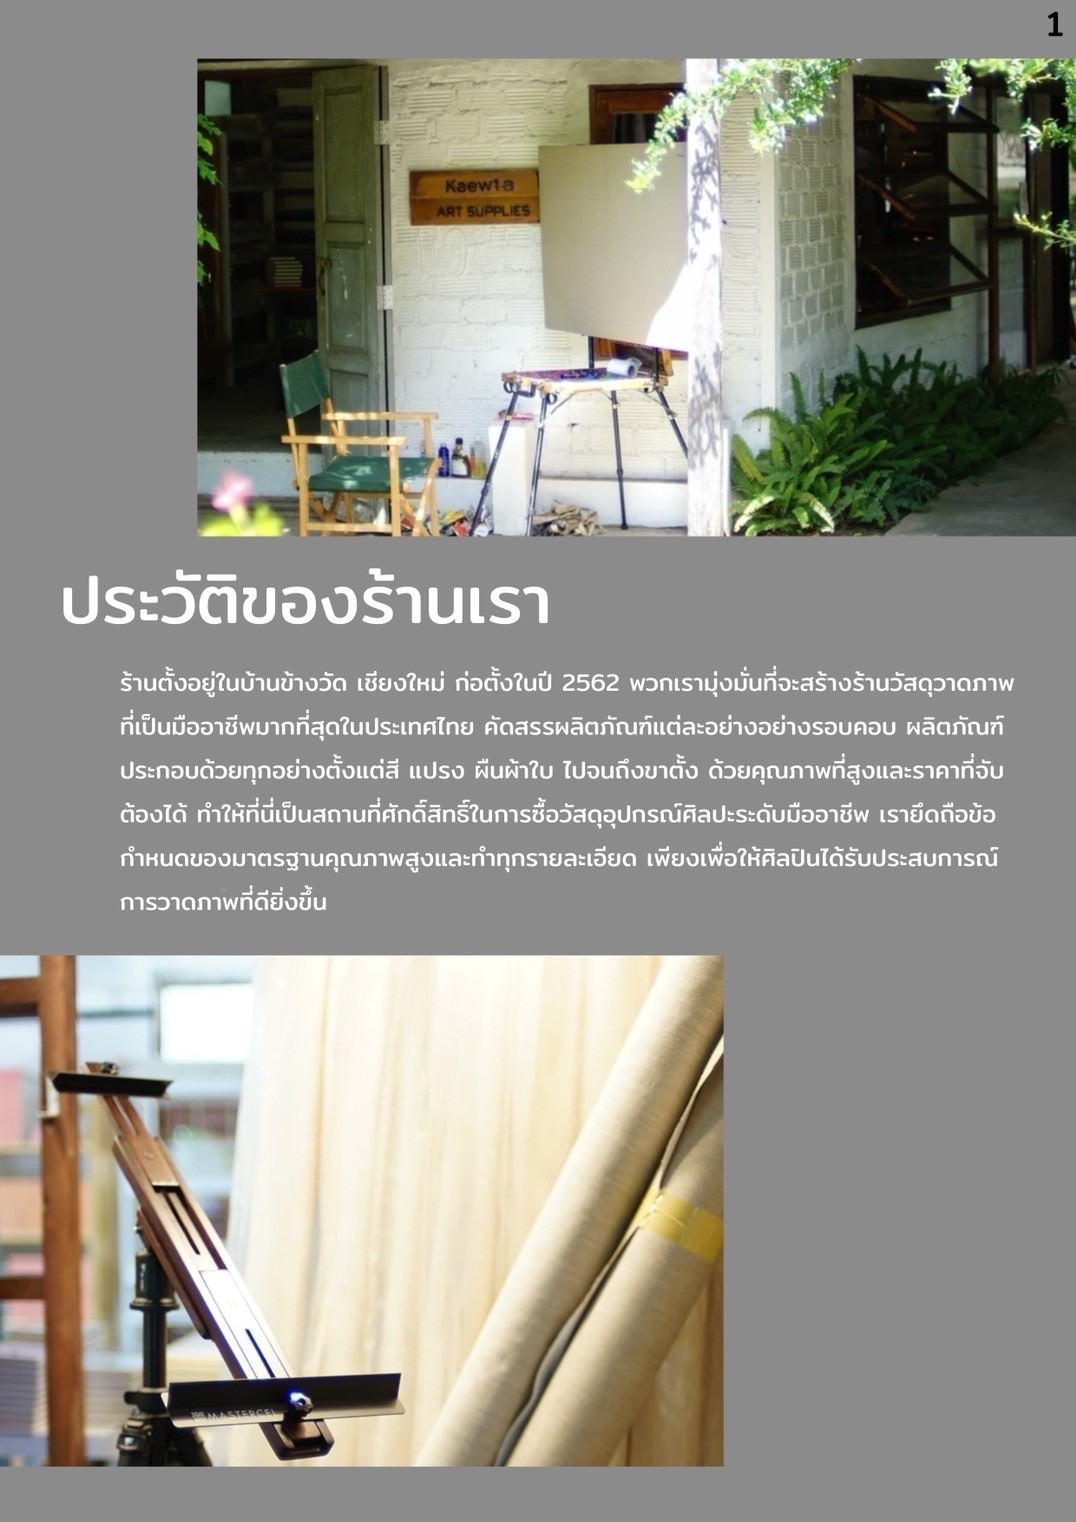 1
Kaewta
ART SUPPLIES
ประวัติของร้านเรา
ร้านตั้งอยู่ในบ้านข้างวัด เชียงใหม่ ก่อตั้งในปี 2562 พวกเรามุ่งมั่นที่จะสร้างร้านวัสดุวาดภาพ
ที่เป็นมืออาชีพมากที่สุดในประเทศไทย คัดสรรผลิตภัณฑ์แต่ละอย่างอย่างรอบคอบ ผลิตภัณฑ์
ประกอบด้วยทุกอย่างตั้งแต่สี แปรง ผืนผ้าใบ ไปจนถึงขาตั้ง ด้วยคุณภาพที่สูงและราคาที่จับ
ต้องได้ ทำให้ที่นี่เป็นสถานที่ศักดิ์สิทธิ์ในการซื้อวัสดุอุปกรณ์ศิลปะระดับมืออาชีพ เรายึดถือข้อ
กำหนดของมาตรฐานคุณภาพสูงและทำทุกรายละเอียด เพียงเพื่อให้ศิลปินได้รับประสบการณ์
การวาดภาพที่ดียิ่งขึ้น